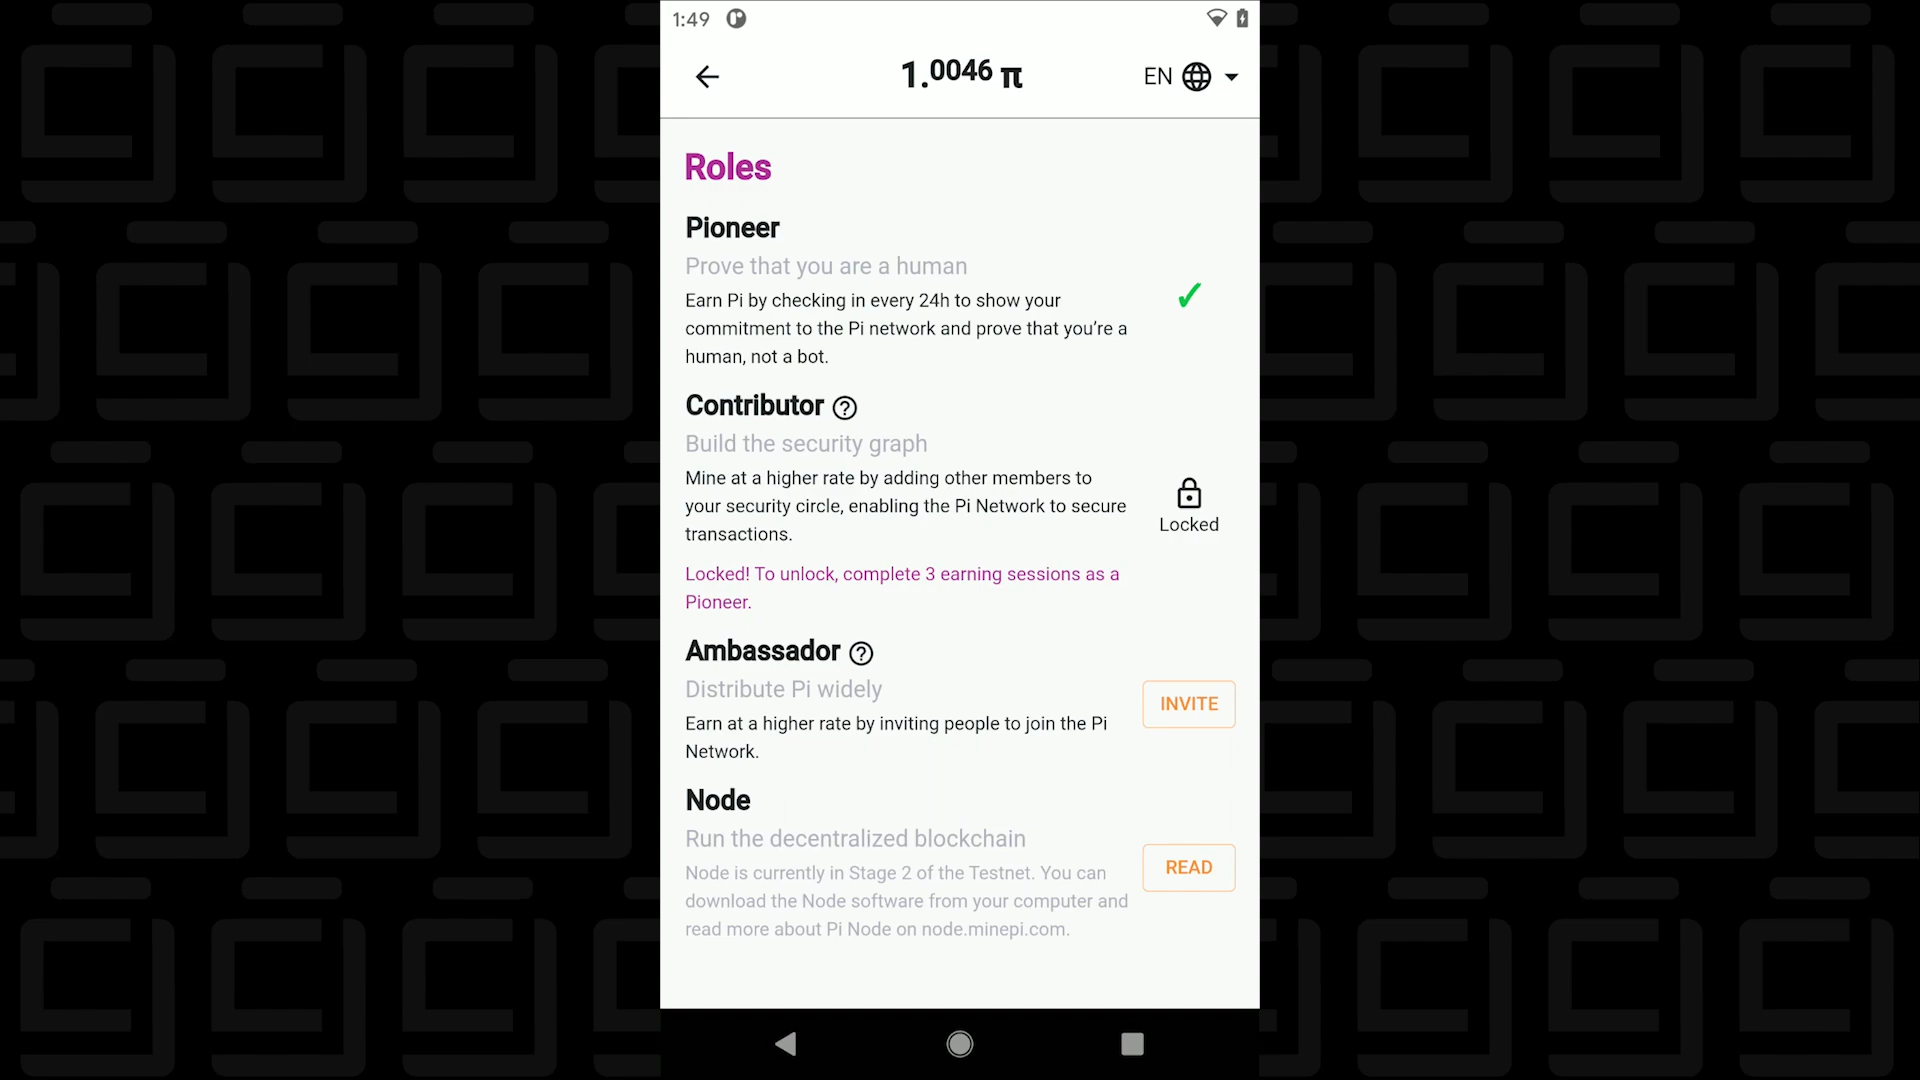 1:49
1.0046 π
EN
Roles
Pioneer
Prove that you are a human
Earn Pi by checking in every 24h to show your
commitment to the Pi network and prove that you’re a
human, not a bot.
Contributor
Build the security graph
Mine at a higher rate by adding other members to
your security circle, enabling the Pi Network to secure
transactions.
Locked
Locked! To unlock, complete 3 earning sessions as a
Pioneer.
Ambassador
Distribute Pi widely
INVITE
Earn at a higher rate by inviting people to join the Pi
Network.
Node
Run the decentralized blockchain
READ
Node is currently in Stage 2 of the Testnet. You can
download the Node software from your computer and
read more about Pi Node on node.minepi.com.